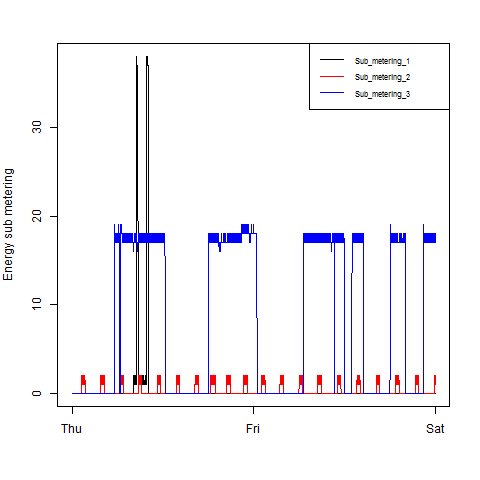 Sub_metering_1
Sub_metering_2
Sub_metering_3
Energy sub metering
30
20
10
0
Thu
Fri
Sat